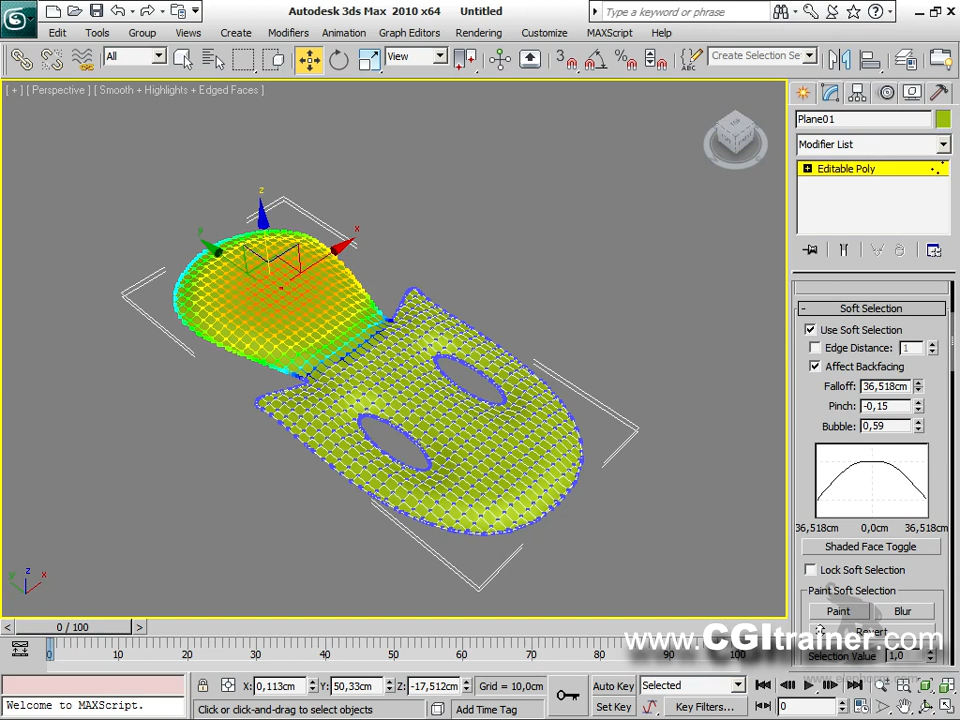 Autodesk 3ds Max 2010 x64 Untitled
Type a keyword or phrase
Edit Tools Group Views Create Modifiers Animation Graph Editors Rendering Customize MAXScript Help
All View 3 Create Selection Se
[ + ] [ Perspective ] [ Smooth + Highlights + Edged Faces ]
Plane01
Modifier List
Editable Poly
z
y
x
Soft Selection
Use Soft Selection
Edge Distance: 1
Affect Backfacing
Falloff: 36,518cm
Pinch: -0,15
Bubble: 0,59
36,518cm 0,0cm 36,518cm
Shaded Face Toggle
Lock Soft Selection
Paint Soft Selection
Paint Blur
Revert
Selection Value 1,0
z
y x
0 / 100
www.CGItrainer.com
0 10 20 30 40 50 60 70 80 90 100
X: 0,113cm Y: 50,33cm Z: -17,512cm Grid = 10,0cm Auto Key Selected
Welcome to MAXScript. Click or click-and-drag to select objects Add Time Tag Set Key Key Filters... 0